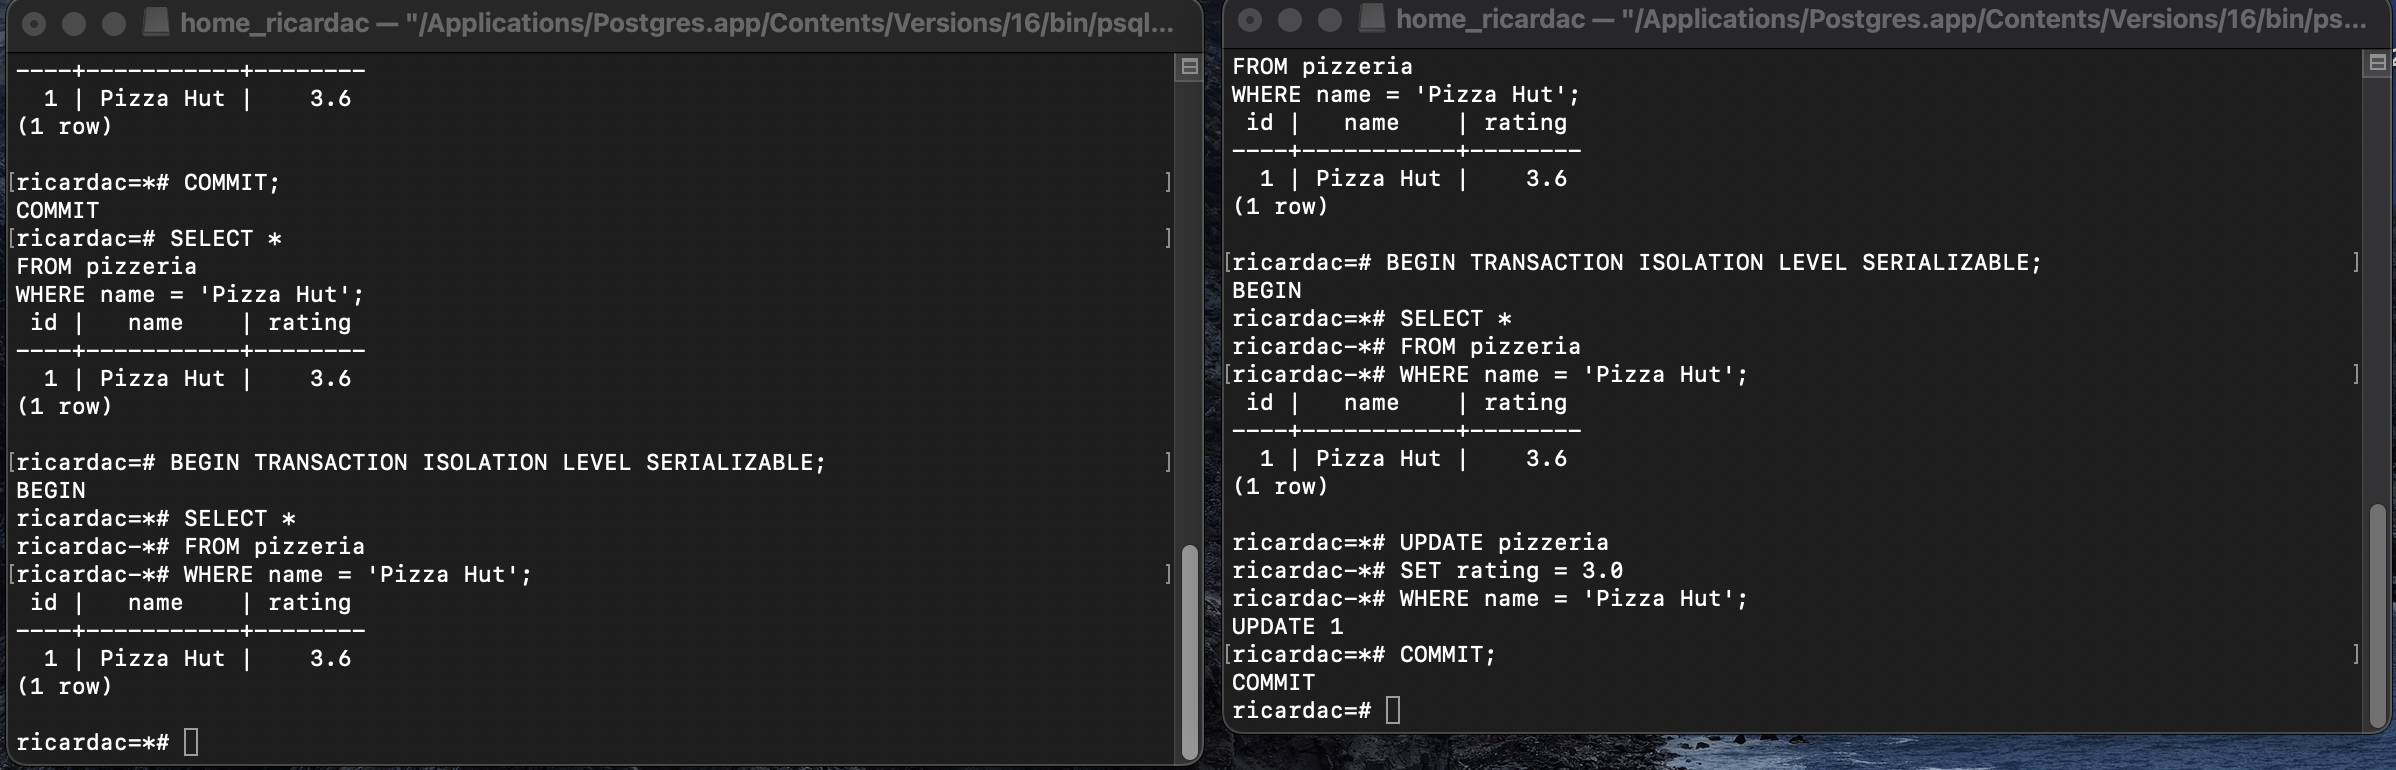 home_ricardac — "/Applications/Postgres.app/Contents/Versions/16/bin/psql...
----+-----------+--------
  1 | Pizza Hut |    3.6
(1 row)
[ricardac=*# COMMIT; ]
COMMIT
[ricardac=# SELECT * ]
FROM pizzeria
WHERE name = 'Pizza Hut';
 id |   name    | rating
----+-----------+--------
  1 | Pizza Hut |    3.6
(1 row)
[ricardac=# BEGIN TRANSACTION ISOLATION LEVEL SERIALIZABLE; ]
BEGIN
ricardac=*# SELECT *
ricardac-*# FROM pizzeria
[ricardac-*# WHERE name = 'Pizza Hut'; ]
 id |   name    | rating
----+-----------+--------
  1 | Pizza Hut |    3.6
(1 row)
ricardac=*#
home_ricardac — "/Applications/Postgres.app/Contents/Versions/16/bin/ps...
FROM pizzeria
WHERE name = 'Pizza Hut';
 id |   name    | rating
----+-----------+--------
  1 | Pizza Hut |    3.6
(1 row)
[ricardac=# BEGIN TRANSACTION ISOLATION LEVEL SERIALIZABLE; ]
BEGIN
ricardac=*# SELECT *
ricardac-*# FROM pizzeria
[ricardac-*# WHERE name = 'Pizza Hut'; ]
 id |   name    | rating
----+-----------+--------
  1 | Pizza Hut |    3.6
(1 row)
ricardac=*# UPDATE pizzeria
ricardac-*# SET rating = 3.0
ricardac-*# WHERE name = 'Pizza Hut';
UPDATE 1
[ricardac=*# COMMIT; ]
COMMIT
ricardac=#